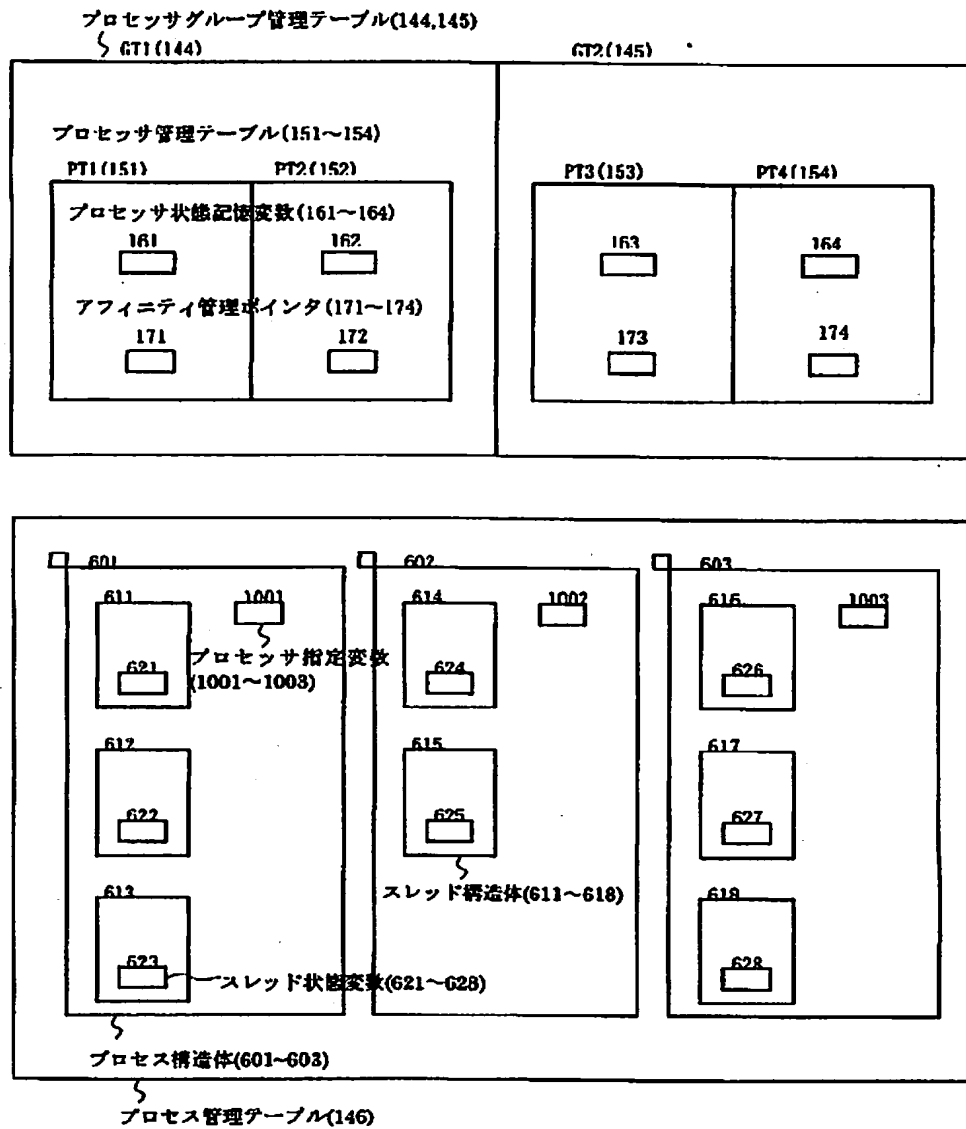 プロセッサグループ管理テーブル(144,145)
GT1(144)
GT2(145)
プロセッサ管理テーブル(151～154)
PT1(151)
PT2(152)
PT3(153)
PT4(154)
プロセッサ状態記憶変数(161～164)
161
162
163
164
アフィニティ管理ポインタ(171～174)
171
172
173
174
601
602
603
611
1001
614
1002
616
1003
プロセッサ指定変数
(1001～1003)
621
624
626
612
615
617
622
625
627
スレッド構造体(611～618)
613
618
623
628
スレッド状態変数(621～628)
プロセス構造体(601~603)
プロセス管理テーブル(146)